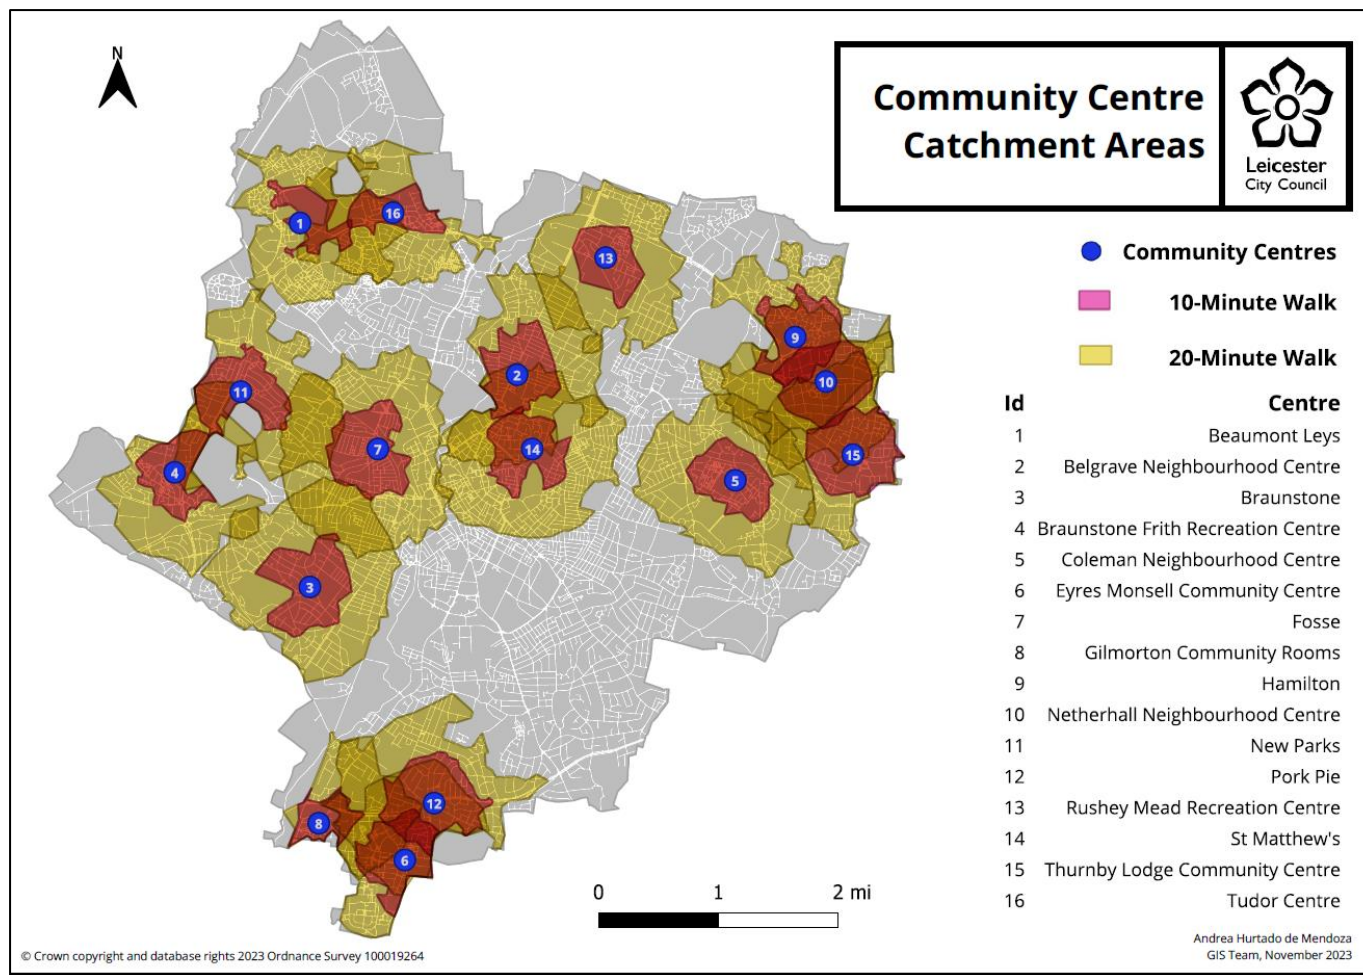 N
Community Centre
Catchment Areas
Leicester
City Council
Community Centres
10-Minute Walk
20-Minute Walk
Id Centre
1 Beaumont Leys
2 Belgrave Neighbourhood Centre
3 Braunstone
4 Braunstone Frith Recreation Centre
5 Coleman Neighbourhood Centre
6 Eyres Monsell Community Centre
7 Fosse
8 Gilmorton Community Rooms
9 Hamilton
10 Netherhall Neighbourhood Centre
11 New Parks
12 Pork Pie
13 Rushey Mead Recreation Centre
14 St Matthew's
15 Thurnby Lodge Community Centre
16 Tudor Centre
1
16
13
9
2
10
11
7
14
15
4
5
3
12
8
6
0 1 2 mi
© Crown copyright and database rights 2023 Ordnance Survey 100019264
Andrea Hurtado de Mendoza
GIS Team, November 2023